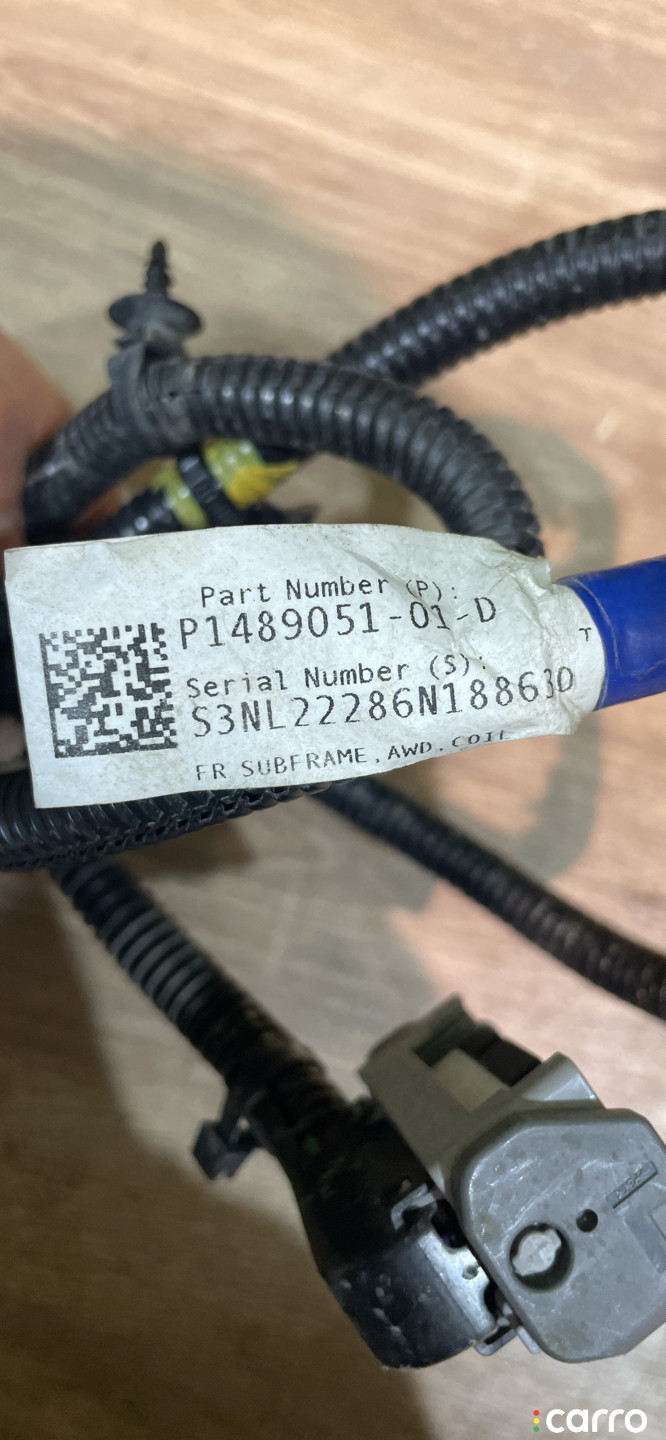 Part Number (P):
P1489051-01-D
Serial Number (S):
S3NL22286N188630
FR SUBFRAME, AWD. COIL
T
carro